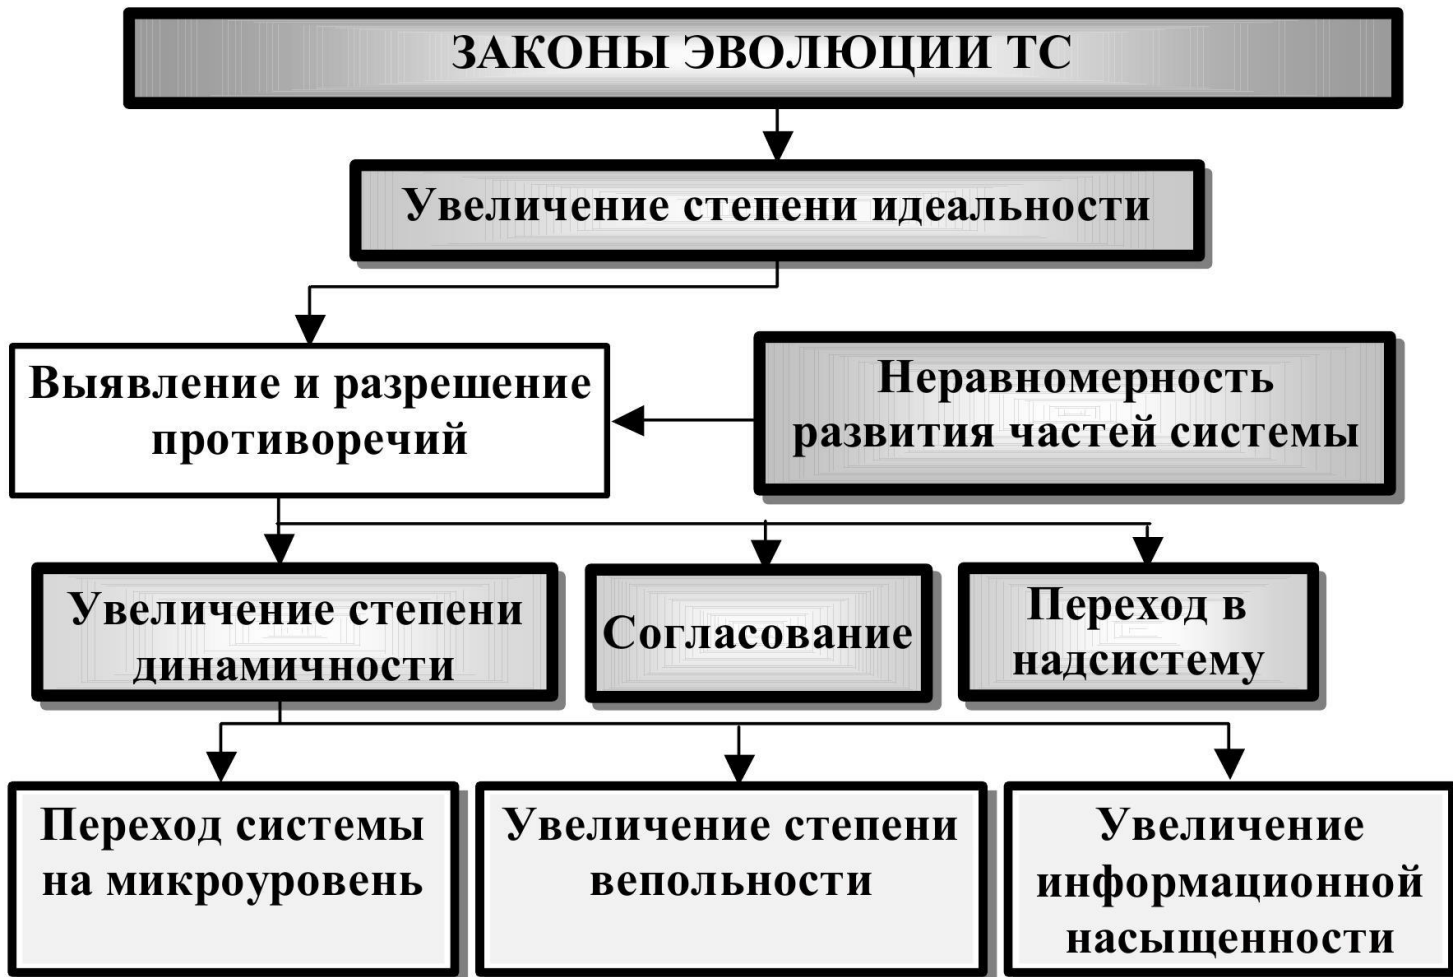 ЗАКОНЫ ЭВОЛЮЦИИ ТС
Увеличение степени идеальности
Выявление и разрешение
противоречий
Неравномерность
развития частей системы
Увеличение степени
динамичности
Согласование
Переход в
надсистему
Переход системы
на микроуровень
Увеличение степени
вепольности
Увеличение
информационной
насыщенности